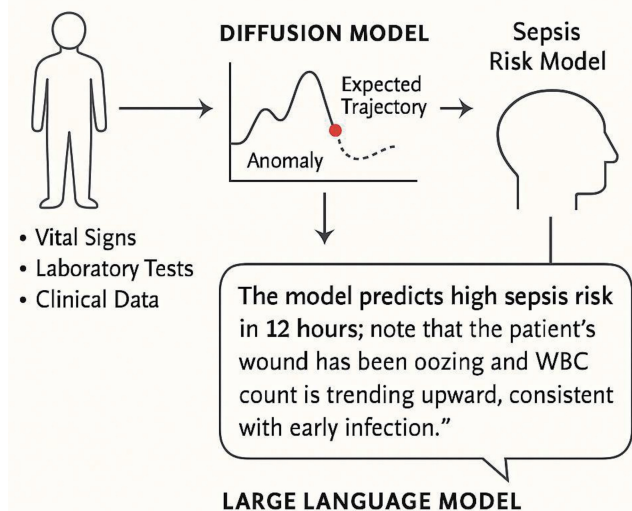 DIFFUSION MODEL
Sepsis
Risk Model
Expected
Trajectory
Anomaly
• Vital Signs
• Laboratory Tests
• Clinical Data
The model predicts high sepsis risk
in 12 hours; note that the patient's
wound has been oozing and WBC
count is trending upward, consistent
with early infection.”
LARGE LANGUAGE MODEL